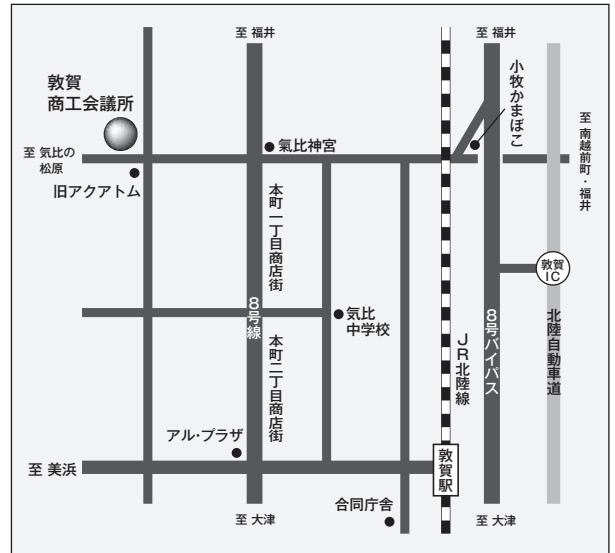 至 福井
至 福井
敦賀
商工会議所
小牧かまぼこ
至 南越前町・福井
至 気比の
松原
氣比神宮
旧アクアトム
本町一丁目商店街
敦賀
IC
8号線
気比
中学校
JR北陸線
8号バイパス
北陸自動車道
本町二丁目商店街
アル・プラザ
至 美浜
敦賀駅
合同庁舎
至 大津
至 大津